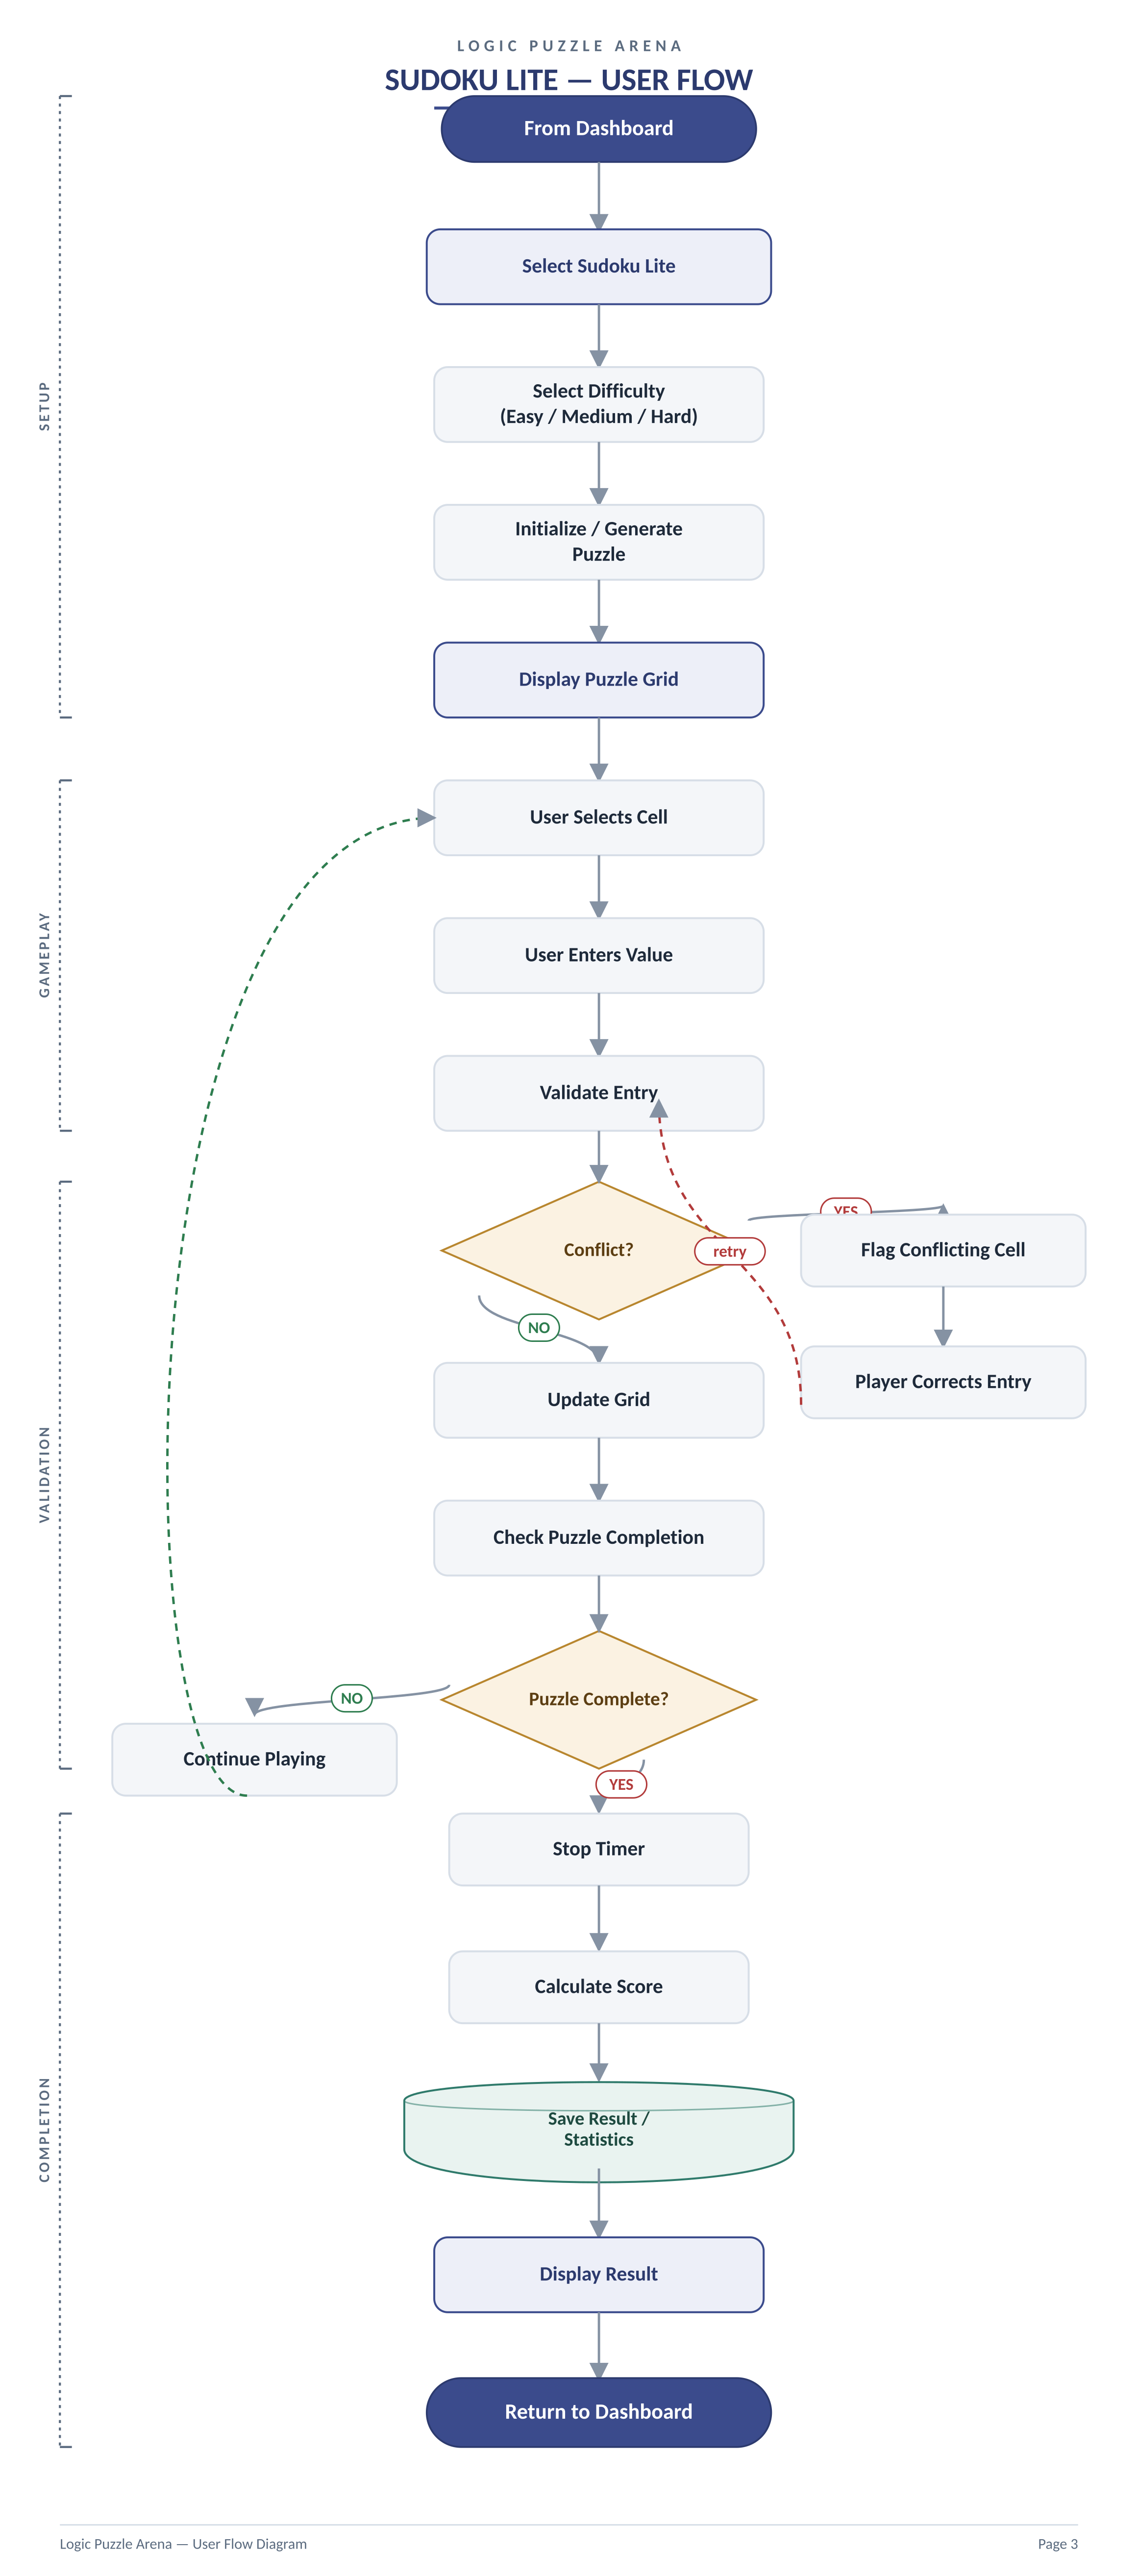 LOGIC PUZZLE ARENA
SUDOKU LITE — USER FLOW
From Dashboard
Select Sudoku Lite
SETUP
Select Difficulty
(Easy / Medium / Hard)
Initialize / Generate
Puzzle
Display Puzzle Grid
User Selects Cell
GAMEPLAY
User Enters Value
Validate Entry
YES
Conflict?
retry
Flag Conflicting Cell
NO
Player Corrects Entry
Update Grid
VALIDATION
Check Puzzle Completion
Puzzle Complete?
NO
Continue Playing
YES
Stop Timer
Calculate Score
COMPLETION
Save Result /
Statistics
Display Result
Return to Dashboard
Logic Puzzle Arena — User Flow Diagram
Page 3